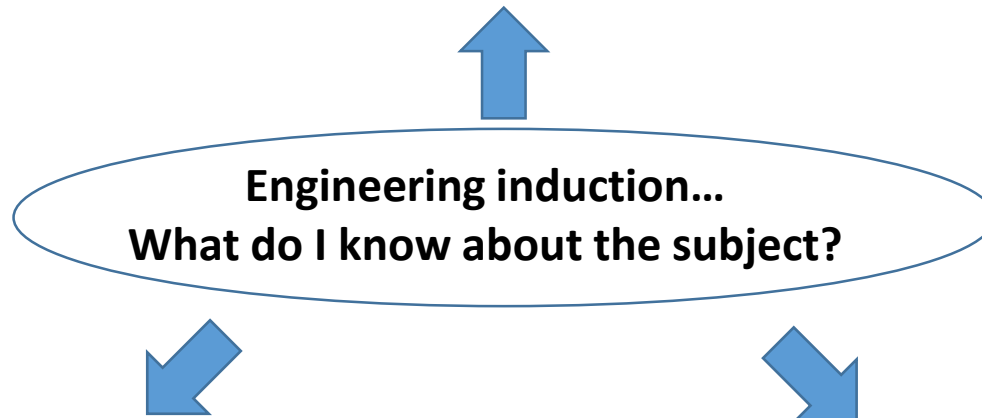 Engineering induction…
What do I know about the subject?